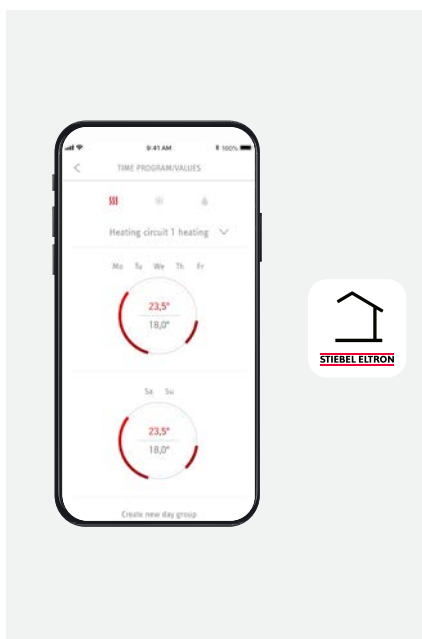 9:41 AM 100%
TIME PROGRAM/VALUES
Heating circuit 1 heating
Mo Tu We Th Fr
23,5°
18,0°
STIEBEL ELTRON
Sa Su
23,5°
18,0°
Create new day group